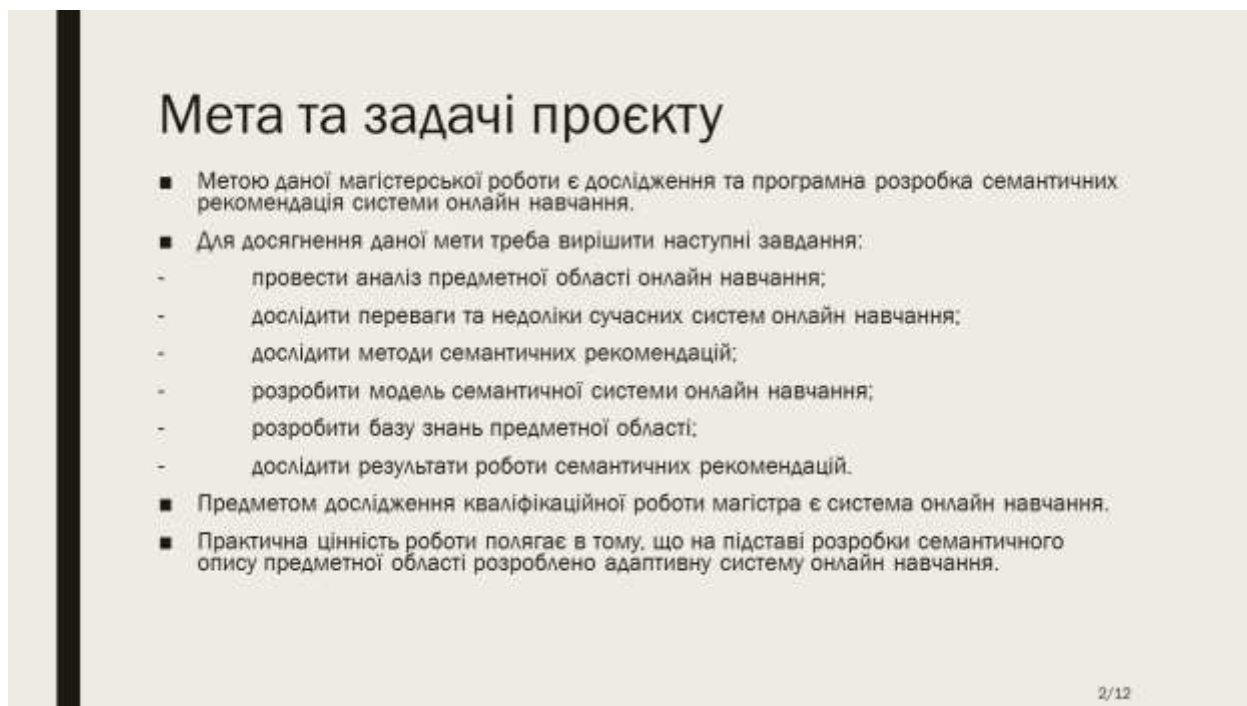 Мета та задачі проєкту
■ Метою даної магістерської роботи є дослідження та програмна розробка семантичних
рекомендація системи онлайн навчання.
■ Для досягнення даної мети треба вирішити наступні завдання:
- провести аналіз предметної області онлайн навчання;
- дослідити переваги та недоліки сучасних систем онлайн навчання;
- дослідити методи семантичних рекомендацій;
- розробити модель семантичної системи онлайн навчання;
- розробити базу знань предметної області;
- дослідити результати роботи семантичних рекомендацій.
■ Предметом дослідження кваліфікаційної роботи магістра є система онлайн навчання.
■ Практична цінність роботи полягає в тому, що на підставі розробки семантичного
опису предметної області розроблено адаптивну систему онлайн навчання.
2/12